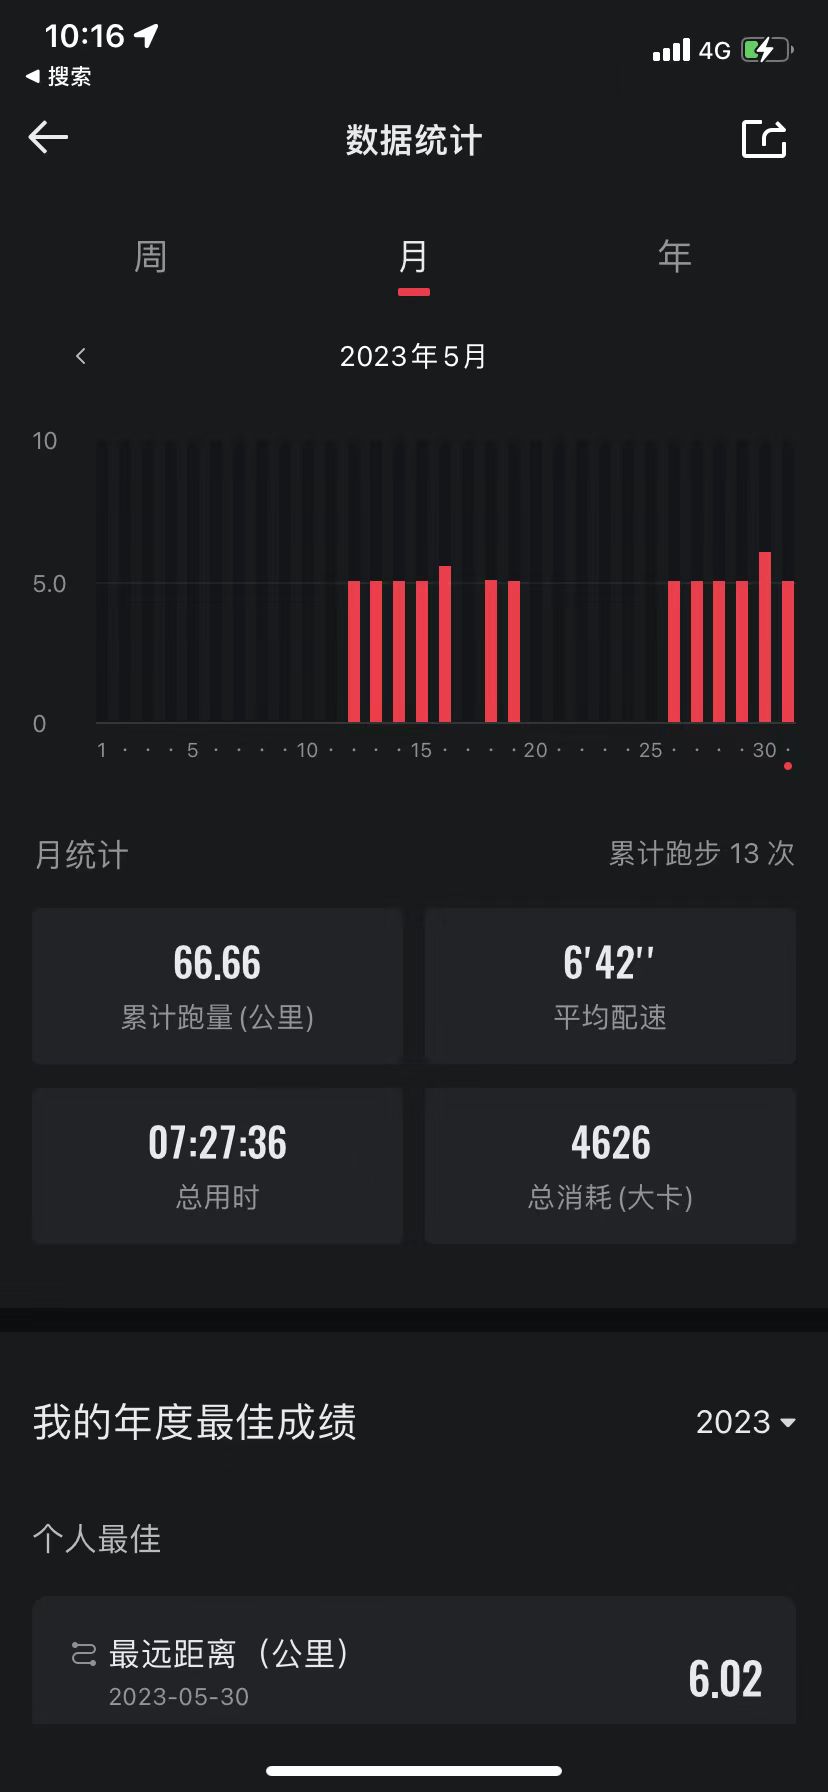 10:16
4G
搜索
数据统计
周 月 年
2023年5月
10
5.0
0
1 · · · 5 · · · · 10 · · · · 15 · · · · 20 · · · · 25 · · · · 30 ·
月统计 累计跑步 13 次
66.66 6'42''
累计跑量(公里) 平均配速
07:27:36 4626
总用时 总消耗(大卡)
我的年度最佳成绩 2023
个人最佳
最远距离（公里）
6.02
2023-05-30